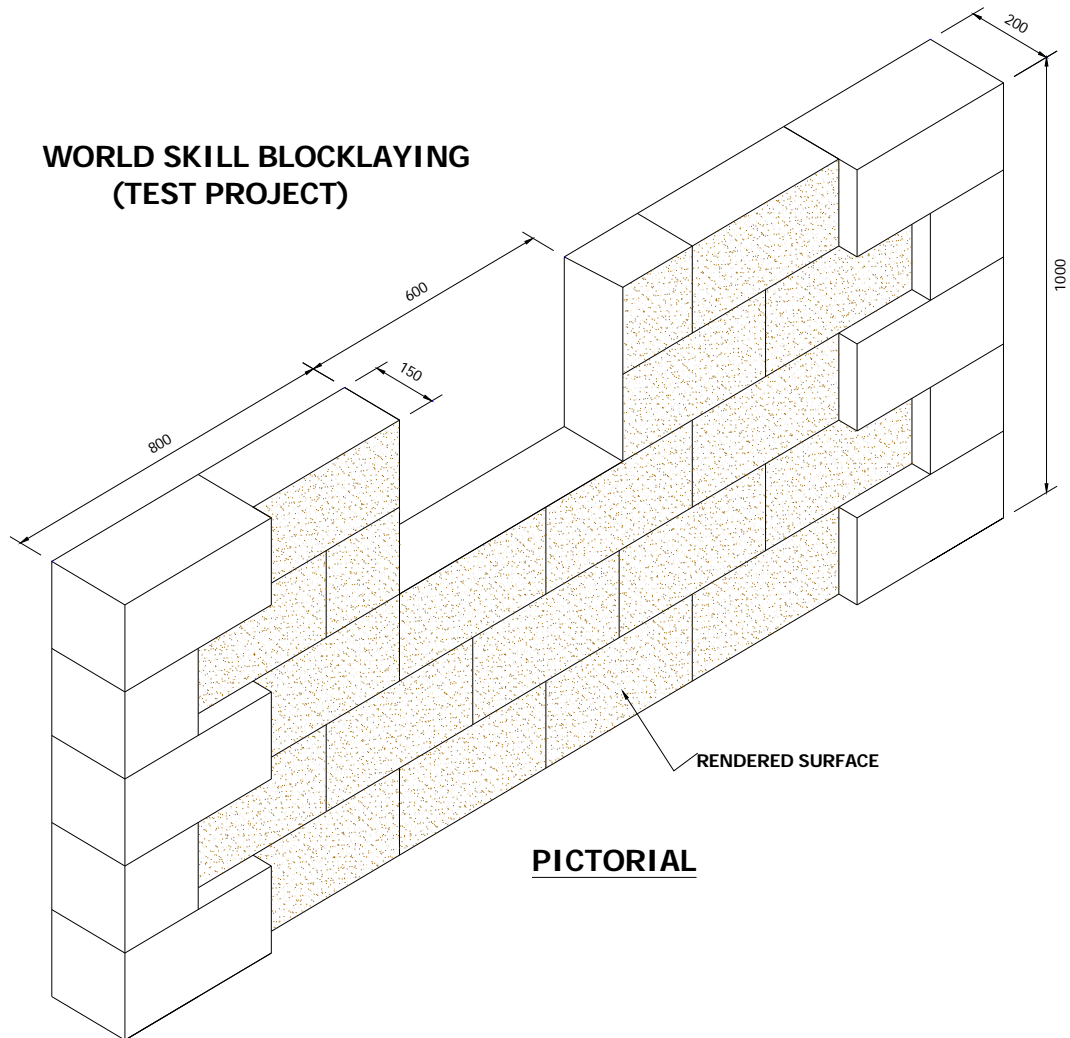 200
WORLD SKILL BLOCKLAYING
(TEST PROJECT)
1000
600
150
800
RENDERED SURFACE
PICTORIAL